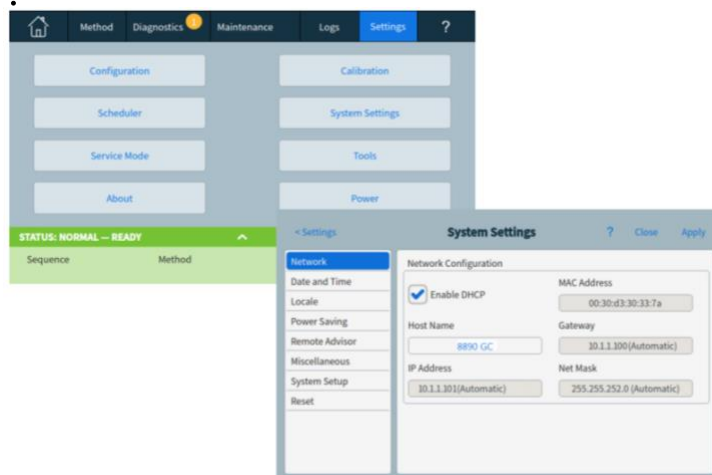 Method Diagnostics 1 Maintenance Logs Settings ?
Configuration Calibration
Scheduler System Settings
Service Mode Tools
About Power
STATUS: NORMAL — READY
Sequence Method
< Settings System Settings ? Close Apply
Network
Date and Time
Locale
Power Saving
Remote Advisor
Miscellaneous
System Setup
Reset
Network Configuration
Enable DHCP
MAC Address
00:30:d3:30:33:7a
Host Name
8890 GC
Gateway
10.1.1.100(Automatic)
IP Address
10.1.1.101(Automatic)
Net Mask
255.255.252.0 (Automatic)